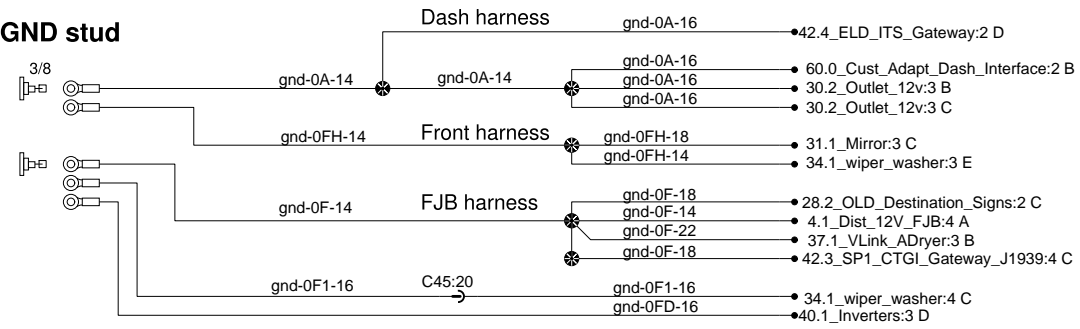 Dash harness
gnd-0A-16
42.4_ELD_ITS_Gateway:2 D
GND stud
3/8
gnd-0A-14
gnd-0A-14
gnd-0A-16
60.0_Cust_Adapt_Dash_Interface:2 B
gnd-0A-16
30.2_Outlet_12v:3 B
gnd-0A-16
30.2_Outlet_12v:3 C
gnd-0FH-14
Front harness
gnd-0FH-18
31.1_Mirror:3 C
gnd-0FH-14
34.1_wiper_washer:3 E
gnd-0F-14
FJB harness
gnd-0F-18
28.2_OLD_Destination_Signs:2 C
gnd-0F-14
4.1_Dist_12V_FJB:4 A
gnd-0F-22
37.1_VLink_ADryer:3 B
gnd-0F-18
42.3_SP1_CTGI_Gateway_J1939:4 C
gnd-0F1-16
C45:20
gnd-0F1-16
34.1_wiper_washer:4 C
gnd-0FD-16
40.1_Inverters:3 D